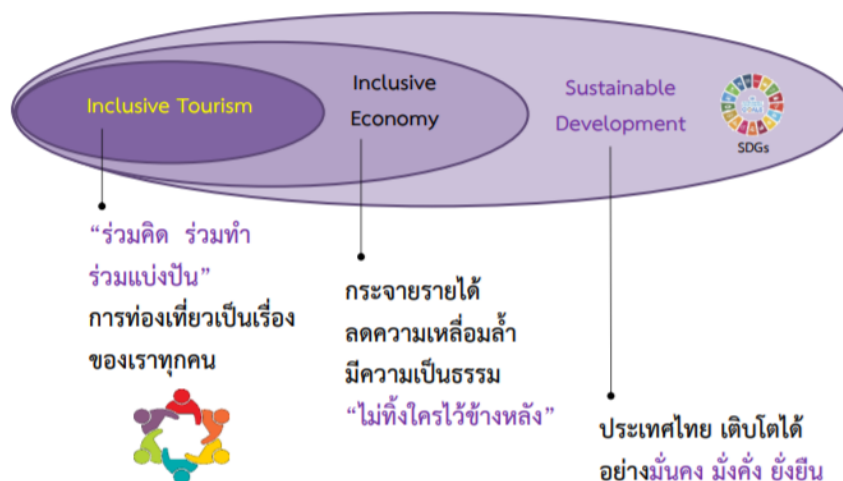 Inclusive Tourism
Inclusive
Economy
Sustainable
Development
SDGs
“ร่วมคิด ร่วมทำ
ร่วมแบ่งปัน”
การท่องเที่ยวเป็นเรื่อง
ของเราทุกคน
กระจายรายได้
ลดความเหลื่อมล้ำ
มีความเป็นธรรม
“ไม่ทิ้งใครไว้ข้างหลัง”
ประเทศไทย เติบโตได้
อย่างมั่นคง มั่งคั่ง ยั่งยืน